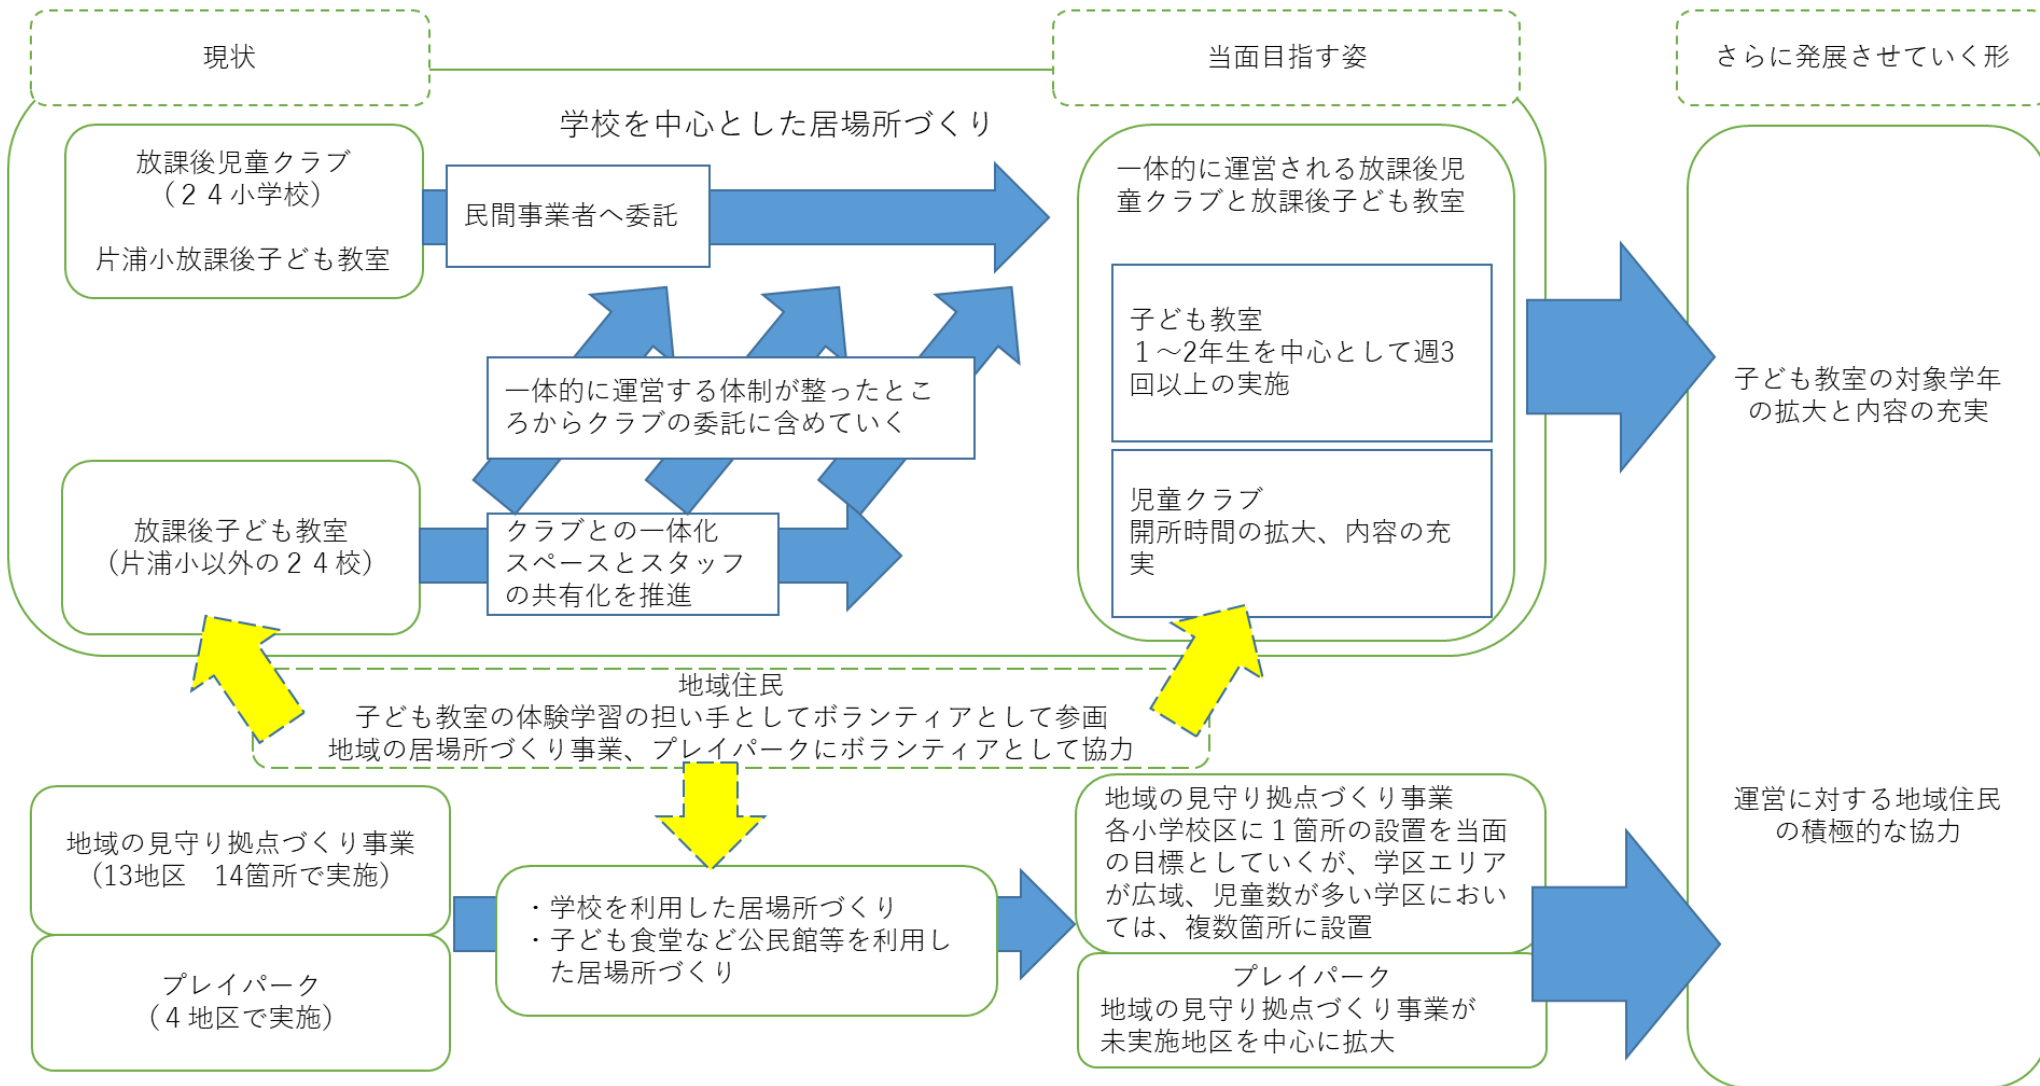 現状
当面目指す姿
さらに発展させていく形
学校を中心とした居場所づくり
放課後児童クラブ
（２４小学校）
片浦小放課後子ども教室
民間事業者へ委託
一体的に運営される放課後児
童クラブと放課後子ども教室
子ども教室
１～2年生を中心として週3
回以上の実施
一体的に運営する体制が整ったとこ
ろからクラブの委託に含めていく
子ども教室の対象学年
の拡大と内容の充実
児童クラブ
開所時間の拡大、内容の充
実
放課後子ども教室
（片浦小以外の２４校）
クラブとの一体化
スペースとスタッフ
の共有化を推進
地域住民
子ども教室の体験学習の担い手としてボランティアとして参画
地域の居場所づくり事業、プレイパークにボランティアとして協力
地域の見守り拠点づくり事業
（13地区　14箇所で実施）
プレイパーク
（４地区で実施）
・学校を利用した居場所づくり
・子ども食堂など公民館等を利用し
た居場所づくり
地域の見守り拠点づくり事業
各小学校区に１箇所の設置を当面
の目標としていくが、学区エリア
が広域、児童数が多い学区におい
ては、複数箇所に設置
プレイパーク
地域の見守り拠点づくり事業が
未実施地区を中心に拡大
運営に対する地域住民
の積極的な協力